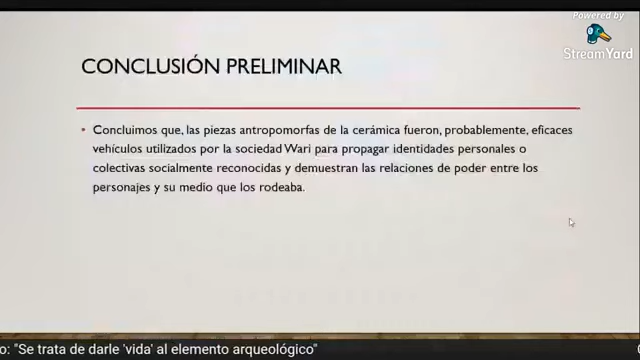 Powered by
StreamYard
CONCLUSIÓN PRELIMINAR
• Concluimos que, las piezas antropomorfas de la cerámica fueron, probablemente, eficaces
vehículos utilizados por la sociedad Wari para propagar identidades personales o
colectivas socialmente reconocidas y demuestran las relaciones de poder entre los
personajes y su medio que los rodeaba.
o: "Se trata de darle 'vida' al elemento arqueológico"